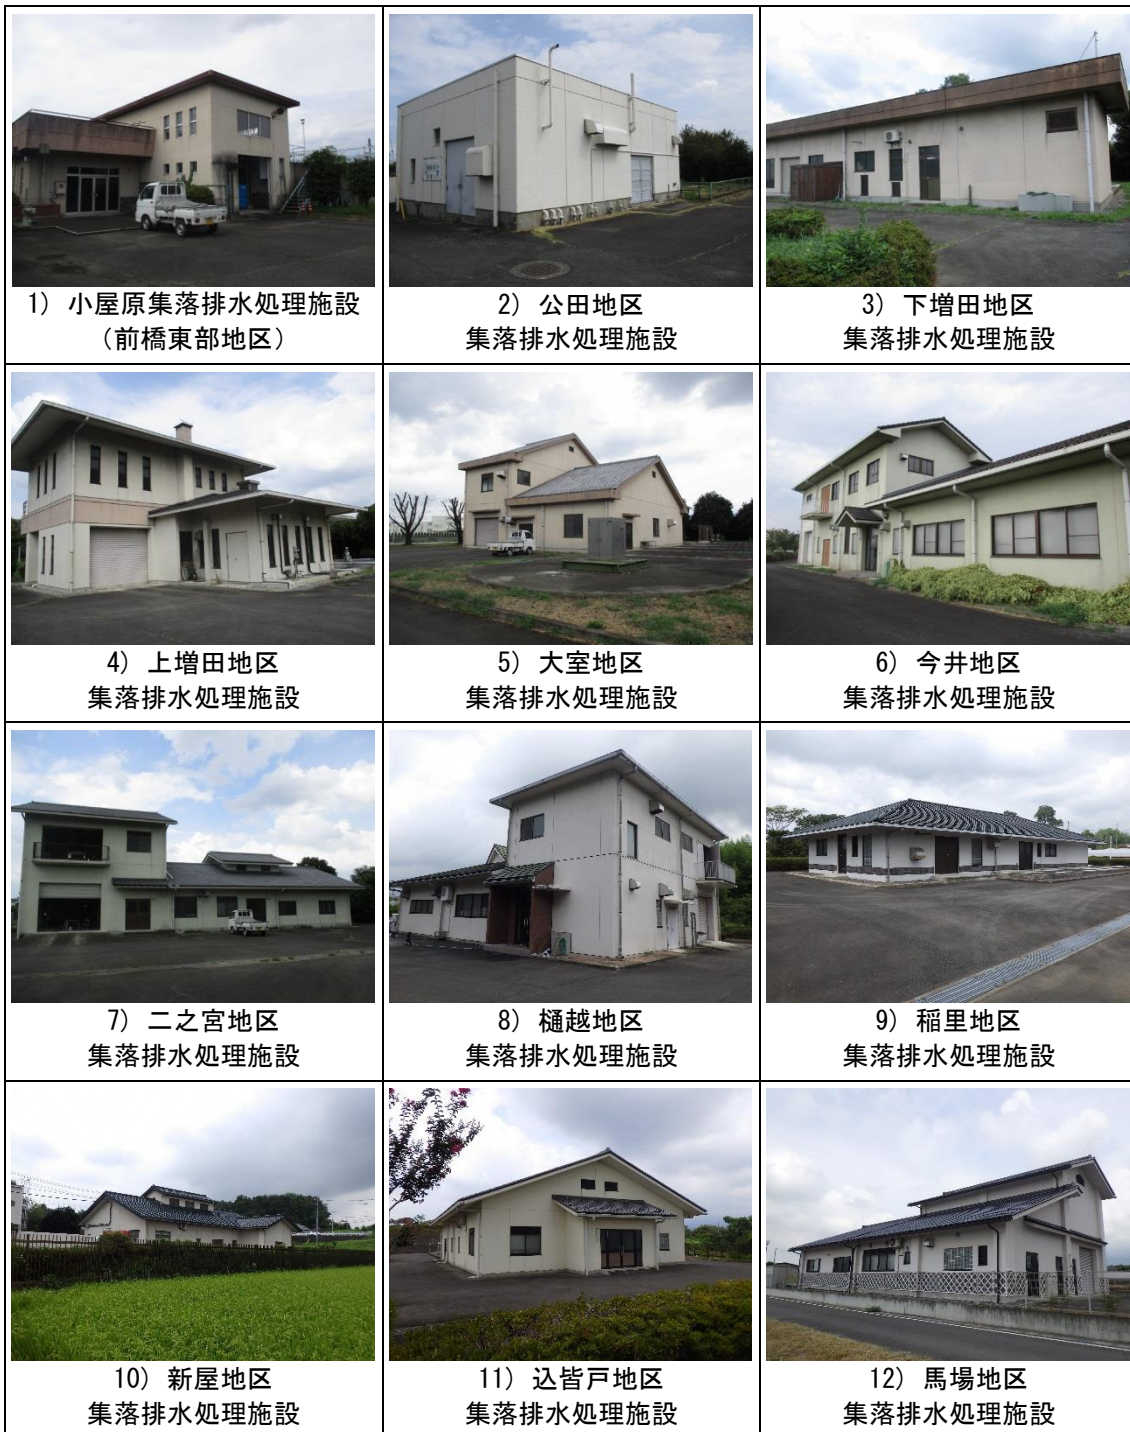 1) 小屋原集落排水処理施設
（前橋東部地区）
2) 公田地区
集落排水処理施設
3) 下増田地区
集落排水処理施設
4) 上増田地区
集落排水処理施設
5) 大室地区
集落排水処理施設
6) 今井地区
集落排水処理施設
7) 二之宮地区
集落排水処理施設
8) 樋越地区
集落排水処理施設
9) 稲里地区
集落排水処理施設
10) 新屋地区
集落排水処理施設
11) 込皆戸地区
集落排水処理施設
12) 馬場地区
集落排水処理施設